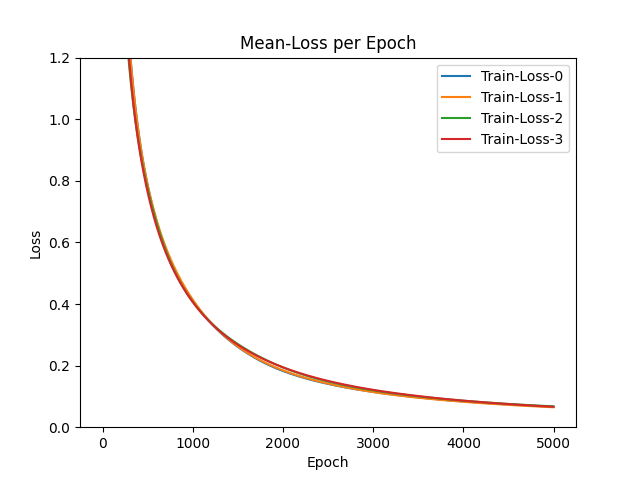 Mean-Loss per Epoch
1.2
1.0
0.8
0.6
0.4
0.2
0.0
Loss
Train-Loss-0
Train-Loss-1
Train-Loss-2
Train-Loss-3
0 1000 2000 3000 4000 5000
Epoch